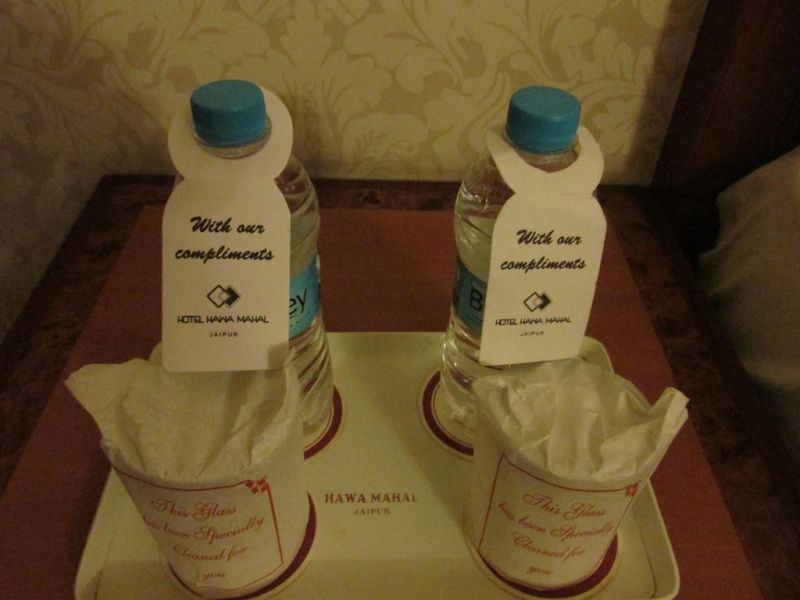 With our
compliments
HOTEL HAWA MAHAL
JAIPUR
With our
compliments
HOTEL HAWA MAHAL
JAIPUR
ey
B
HAWA MAHAL
JAIPUR
This Glass
has been Specially
Cleaned for
you
This Glass
has been Specially
Cleaned for
you